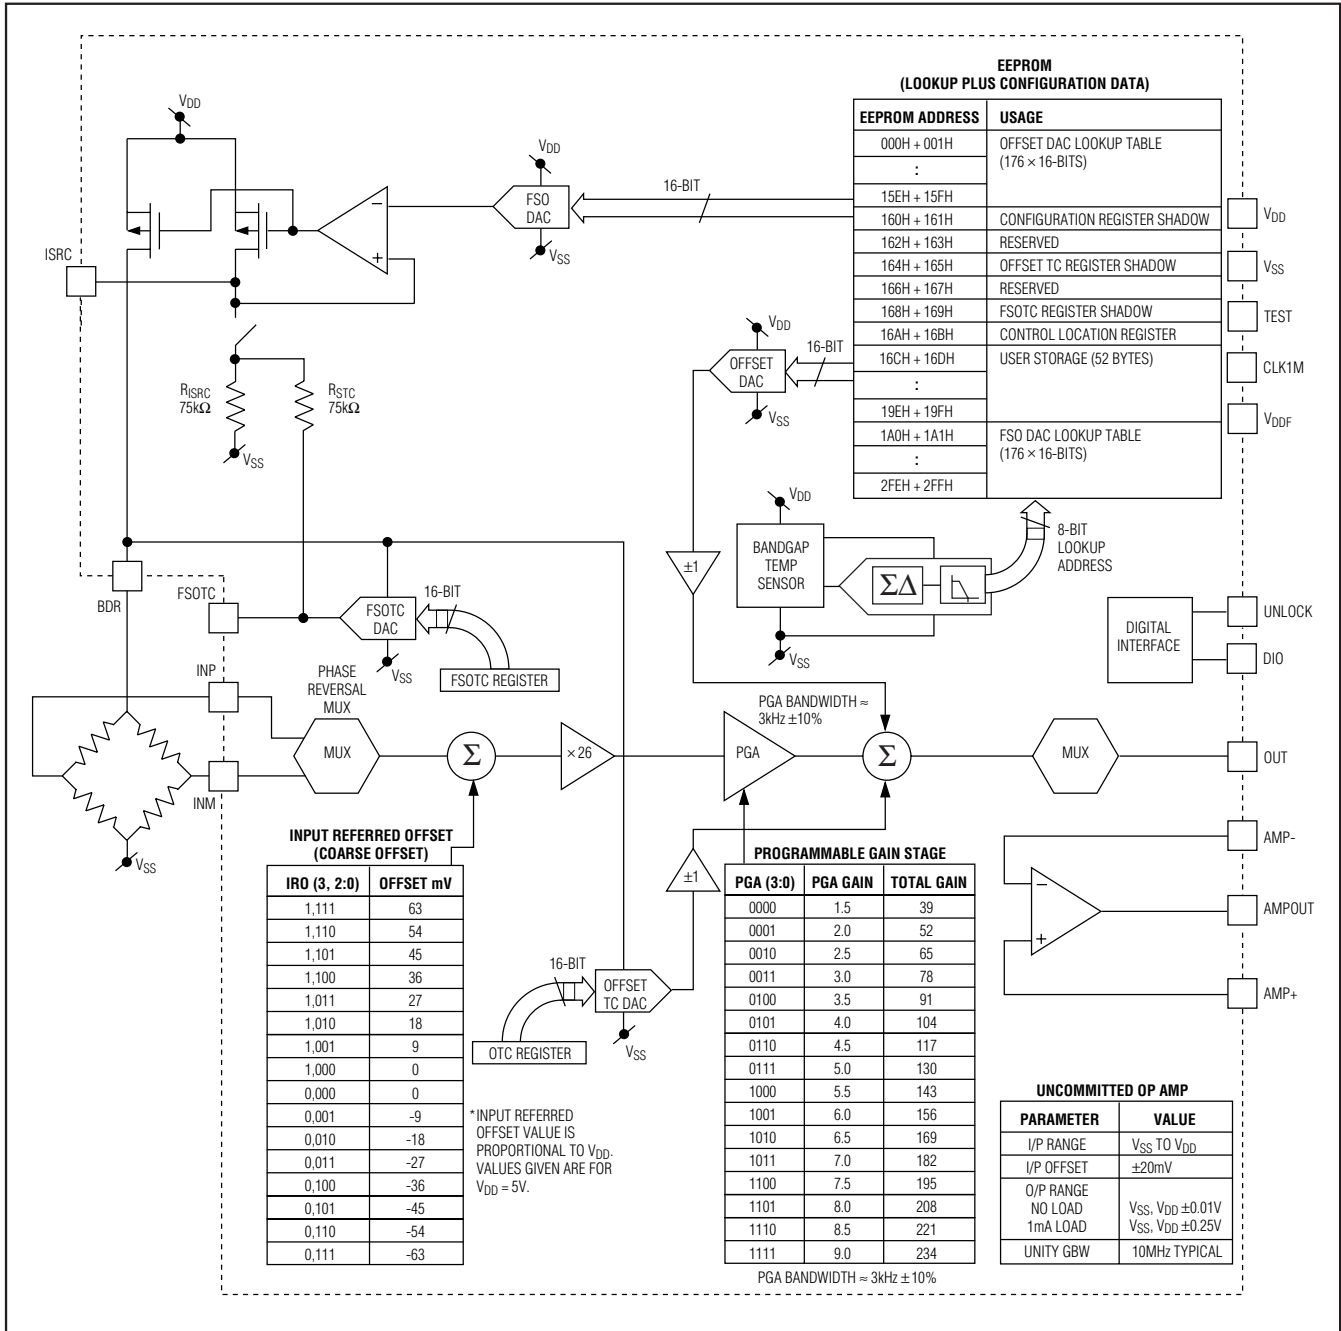 EEPROM
(LOOKUP PLUS CONFIGURATION DATA)
EEPROM ADDRESS USAGE
000H + 001H OFFSET DAC LOOKUP TABLE
(176 × 16-BITS)
:
15EH + 15FH
160H + 161H CONFIGURATION REGISTER SHADOW
162H + 163H RESERVED
164H + 165H OFFSET TC REGISTER SHADOW
166H + 167H RESERVED
168H + 169H FSOTC REGISTER SHADOW
16AH + 16BH CONTROL LOCATION REGISTER
16CH + 16DH USER STORAGE (52 BYTES)
:
19EH + 19FH
1A0H + 1A1H FSO DAC LOOKUP TABLE
(176 × 16-BITS)
:
2FEH + 2FFH
VDD
VDD
FSO
DAC
VSS
16-BIT
−
+
ISRC
RISRC
75kΩ
RSTC
75kΩ
VSS
VDD
OFFSET
DAC
VSS
16-BIT
VDD
VSS
TEST
CLK1M
VDDF
VDD
BANDGAP
TEMP
SENSOR
ΣΔ
VSS
8-BIT
LOOKUP
ADDRESS
±1
BDR
FSOTC
FSOTC
DAC
16-BIT
VSS
FSOTC REGISTER
DIGITAL
INTERFACE
UNLOCK
DIO
INP
INM
VSS
PHASE
REVERSAL
MUX
MUX
Σ
×26
PGA BANDWIDTH ≈
3kHz ±10%
PGA
Σ
MUX
OUT
AMP-
AMPOUT
AMP+
−
+
INPUT REFERRED OFFSET
(COARSE OFFSET)
IRO (3, 2:0) OFFSET mV
1,111 63
1,110 54
1,101 45
1,100 36
1,011 27
1,010 18
1,001 9
1,000 0
0,000 0
0,001 -9
0,010 -18
0,011 -27
0,100 -36
0,101 -45
0,110 -54
0,111 -63
*INPUT REFERRED
OFFSET VALUE IS
PROPORTIONAL TO VDD.
VALUES GIVEN ARE FOR
VDD = 5V.
16-BIT
OFFSET
TC DAC
VSS
OTC REGISTER
±1
PROGRAMMABLE GAIN STAGE
PGA (3:0) PGA GAIN TOTAL GAIN
0000 1.5 39
0001 2.0 52
0010 2.5 65
0011 3.0 78
0100 3.5 91
0101 4.0 104
0110 4.5 117
0111 5.0 130
1000 5.5 143
1001 6.0 156
1010 6.5 169
1011 7.0 182
1100 7.5 195
1101 8.0 208
1110 8.5 221
1111 9.0 234
PGA BANDWIDTH ≈ 3kHz ±10%
UNCOMMITTED OP AMP
PARAMETER VALUE
I/P RANGE VSS TO VDD
I/P OFFSET ±20mV
O/P RANGE
NO LOAD VSS, VDD ±0.01V
1mA LOAD VSS, VDD ±0.25V
UNITY GBW 10MHz TYPICAL